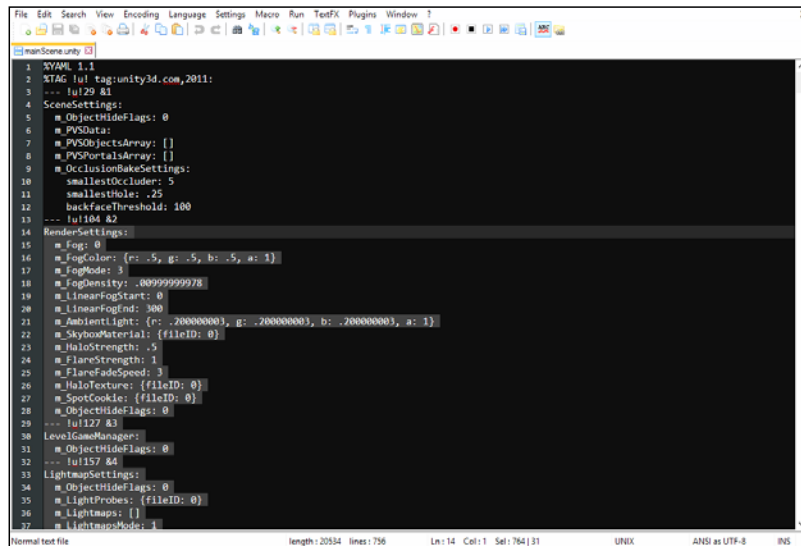 File Edit Search View Encoding Language Settings Macro Run TextFX Plugins Window ?
mainScene.unity
1 %YAML 1.1
2 %TAG !u! tag:unity3d.com,2011:
3 --- !u!29 &1
4 SceneSettings:
5 m_ObjectHideFlags: 0
6 m_PVSData:
7 m_PVSObjectsArray: []
8 m_PVSPortalsArray: []
9 m_OcclusionBakeSettings:
10 smallestOccluder: 5
11 smallestHole: .25
12 backfaceThreshold: 100
13 --- !u!104 &2
14 RenderSettings:
15 m_Fog: 0
16 m_FogColor: {r: .5, g: .5, b: .5, a: 1}
17 m_FogMode: 3
18 m_FogDensity: .00999999978
19 m_LinearFogStart: 0
20 m_LinearFogEnd: 300
21 m_AmbientLight: {r: .200000003, g: .200000003, b: .200000003, a: 1}
22 m_SkyboxMaterial: {fileID: 0}
23 m_HaloStrength: .5
24 m_FlareStrength: 1
25 m_FlareFadeSpeed: 3
26 m_HaloTexture: {fileID: 0}
27 m_SpotCookie: {fileID: 0}
28 m_ObjectHideFlags: 0
29 --- !u!127 &3
30 LevelGameManager:
31 m_ObjectHideFlags: 0
32 --- !u!157 &4
33 LightmapSettings:
34 m_ObjectHideFlags: 0
35 m_LightProbes: {fileID: 0}
36 m_Lightmaps: []
37 m_LightmapsMode: 1
Normal text file length : 20534 lines : 756 Ln : 14 Col : 1 Sel : 764 | 31 UNIX ANSI as UTF-8 INS